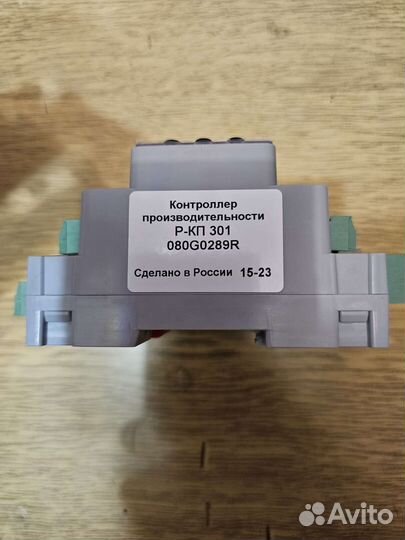 Контроллер
производительности
Р-КП 301
080G0289R
Сделано в России 15-23
Avito